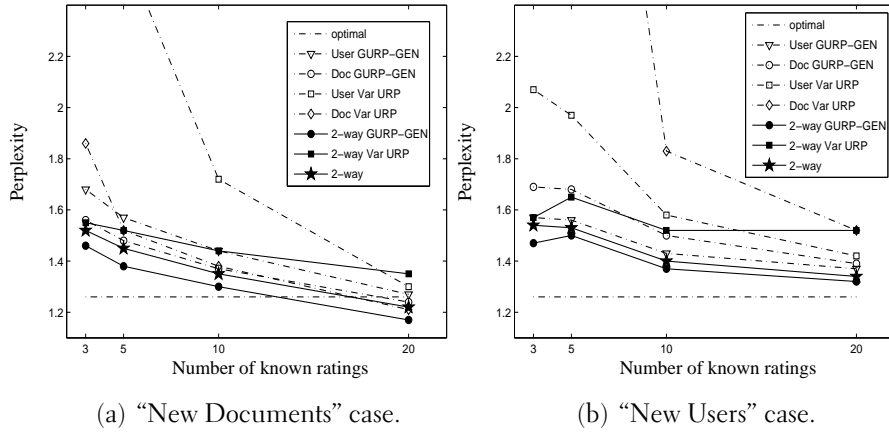 2.4
2.2
2
1.8
1.6
1.4
1.2
Perplexity
3
5
10
20
Number of known ratings
optimal
User GURP−GEN
Doc GURP−GEN
User Var URP
Doc Var URP
2−way GURP−GEN
2−way Var URP
2−way
(a) “New Documents” case.
2.4
2.2
2
1.8
1.6
1.4
1.2
Perplexity
3
5
10
20
Number of known ratings
optimal
User GURP−GEN
Doc GURP−GEN
User Var URP
Doc Var URP
2−way GURP−GEN
2−way Var URP
2−way
(b) “New Users” case.